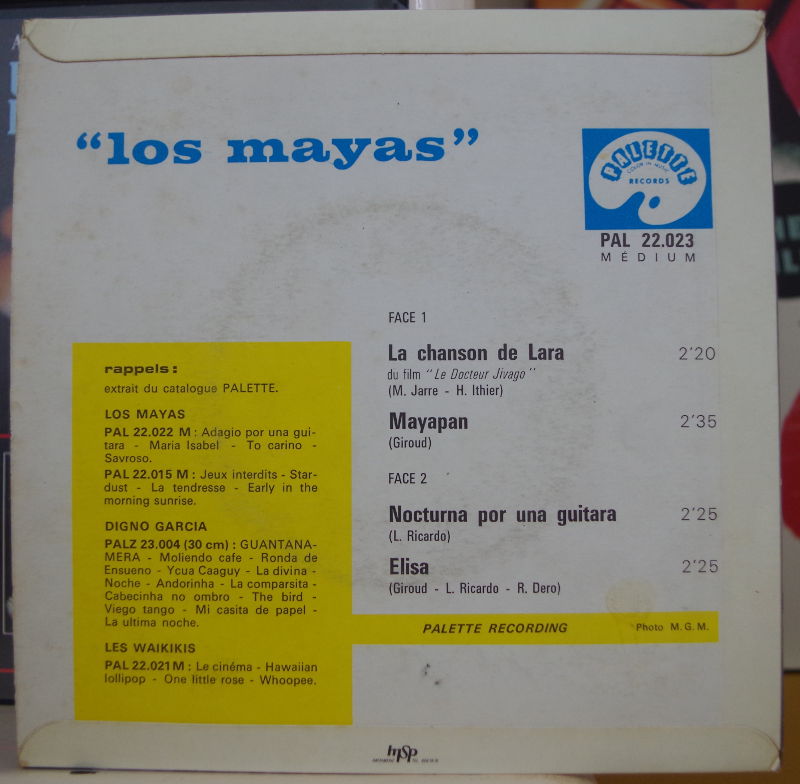 “los mayas”
PALETTE
COLOR IN MUSIC
RECORDS
PAL 22.023
MÉDIUM
FACE 1
La chanson de Lara 2'20
du film “Le Docteur Jivago”
(M. Jarre - H. Ithier)
Mayapan 2'35
(Giroud)
FACE 2
Nocturna por una guitara 2'25
(L. Ricardo)
Elisa 2'25
(Giroud - L. Ricardo - R. Dero)
rappels :
extrait du catalogue PALETTE.
LOS MAYAS
PAL 22.022 M : Adagio por una gui-
tara - Maria Isabel - To carino -
Savroso.
PAL 22.015 M : Jeux interdits - Star-
dust - La tendresse - Early in the
morning sunrise.
DIGNO GARCIA
PALZ 23.004 (30 cm) : GUANTANA-
MERA - Moliendo cafe - Ronda de
Ensueno - Ycua Caaguy - La divina -
Noche - Andorinha - La comparsita -
Cabecinha no ombro - The bird -
Viego tango - Mi casita de papel -
La ultima noche.
LES WAIKIKIS
PAL 22.021 M : Le cinéma - Hawaiian
lollipop - One little rose - Whoopee.
PALETTE RECORDING Photo M.G.M.